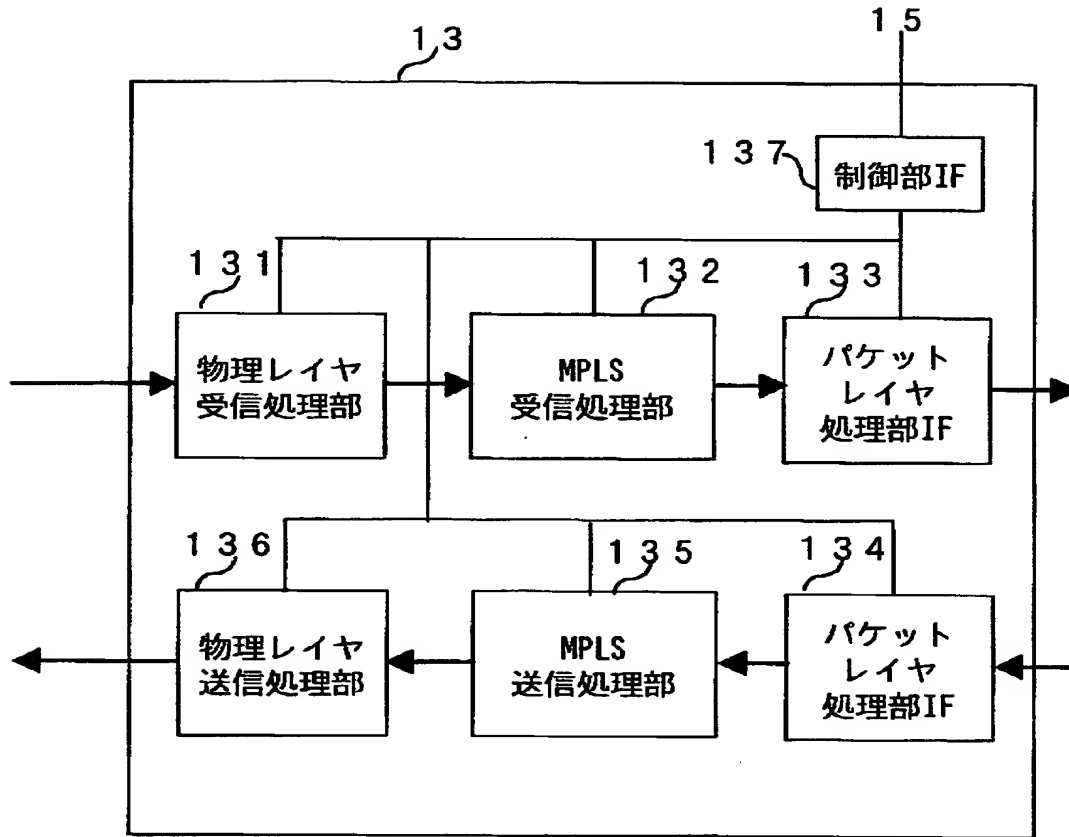 13
15
137
制御部IF
131
132
133
物理レイヤ
受信処理部
MPLS
受信処理部
パケット
レイヤ
処理部IF
136
135
134
物理レイヤ
送信処理部
MPLS
送信処理部
パケット
レイヤ
処理部IF